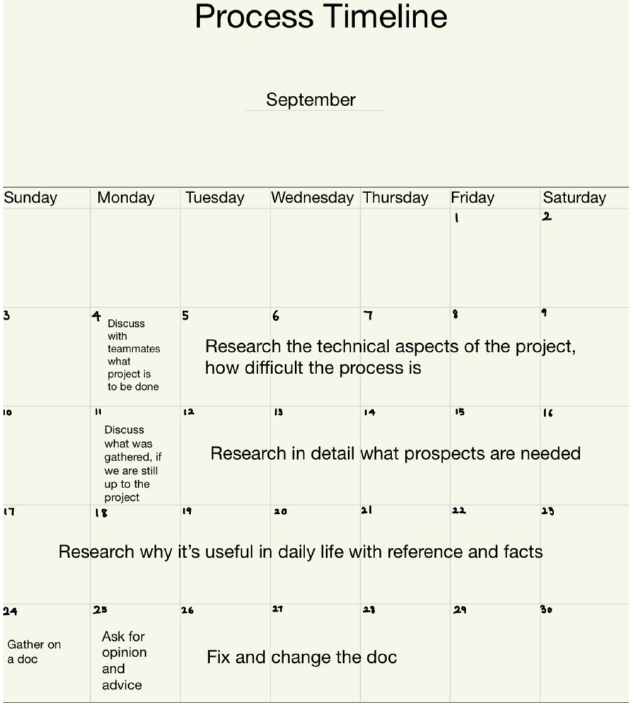 Process Timeline
September
Sunday Monday Tuesday Wednesday Thursday Friday Saturday
1 2
3 4 5 6 7 8 9
Discuss
with
teammates
what
project is
to be done
Research the technical aspects of the project,
how difficult the process is
10 11 12 13 14 15 16
Discuss
what was
gathered, if
we are still
up to the
project
Research in detail what prospects are needed
17 18 19 20 21 22 23
Research why it's useful in daily life with reference and facts
24 25 26 27 28 29 30
Gather on
a doc
Ask for
opinion
and
advice
Fix and change the doc